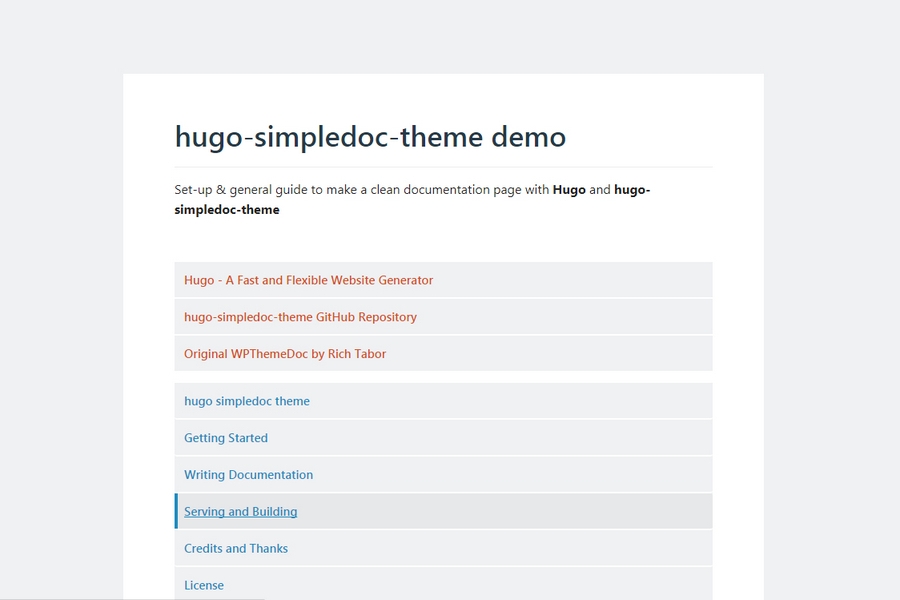 hugo-simpledoc-theme demo
Set-up & general guide to make a clean documentation page with Hugo and hugo-
simpledoc-theme
Hugo - A Fast and Flexible Website Generator
hugo-simpledoc-theme GitHub Repository
Original WPThemeDoc by Rich Tabor
hugo simpledoc theme
Getting Started
Writing Documentation
Serving and Building
Credits and Thanks
License